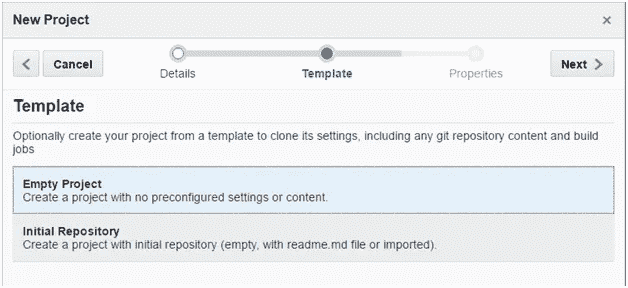 New Project
Cancel
Details
Template
Properties
Next
Template
Optionally create your project from a template to clone its settings, including any git repository content and build
jobs
Empty Project
Create a project with no preconfigured settings or content.
Initial Repository
Create a project with initial repository (empty, with readme.md file or imported).